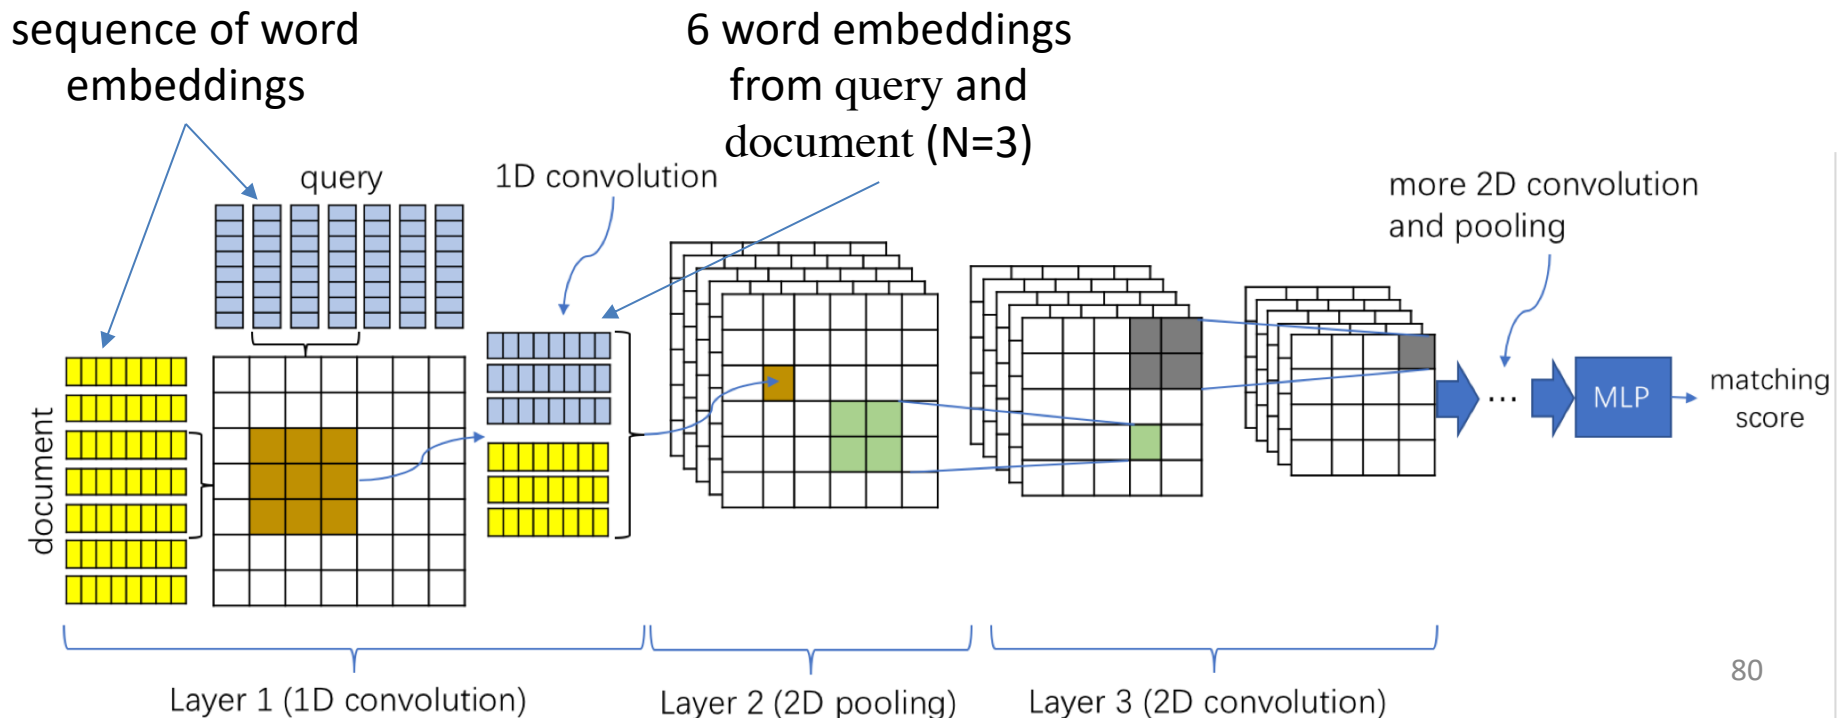 sequence of word
embeddings
6 word embeddings
from query and
document (N=3)
query
1D convolution
more 2D convolution
and pooling
document
...
MLP
matching
score
Layer 1 (1D convolution)
Layer 2 (2D pooling)
Layer 3 (2D convolution)
80